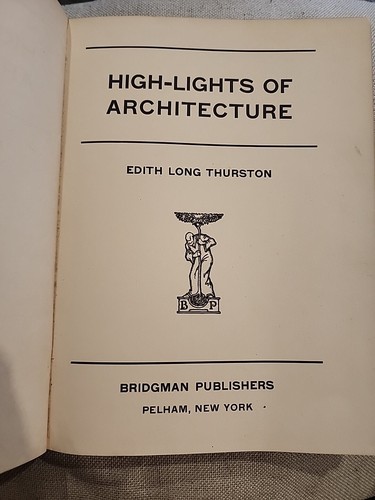 HIGH-LIGHTS OF
ARCHITECTURE
EDITH LONG THURSTON
B P
BRIDGMAN PUBLISHERS
PELHAM, NEW YORK